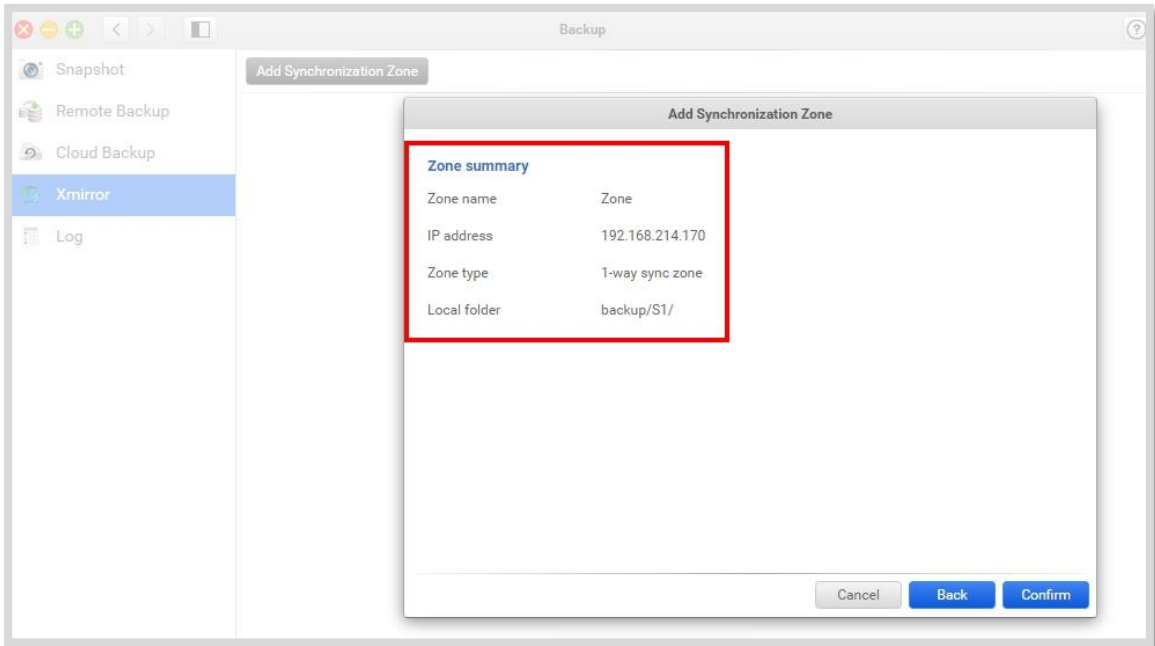 Backup
?
Snapshot
Remote Backup
Cloud Backup
Xmirror
Log
Add Synchronization Zone
Add Synchronization Zone
Zone summary
Zone name Zone
IP address 192.168.214.170
Zone type 1-way sync zone
Local folder backup/S1/
Cancel Back Confirm